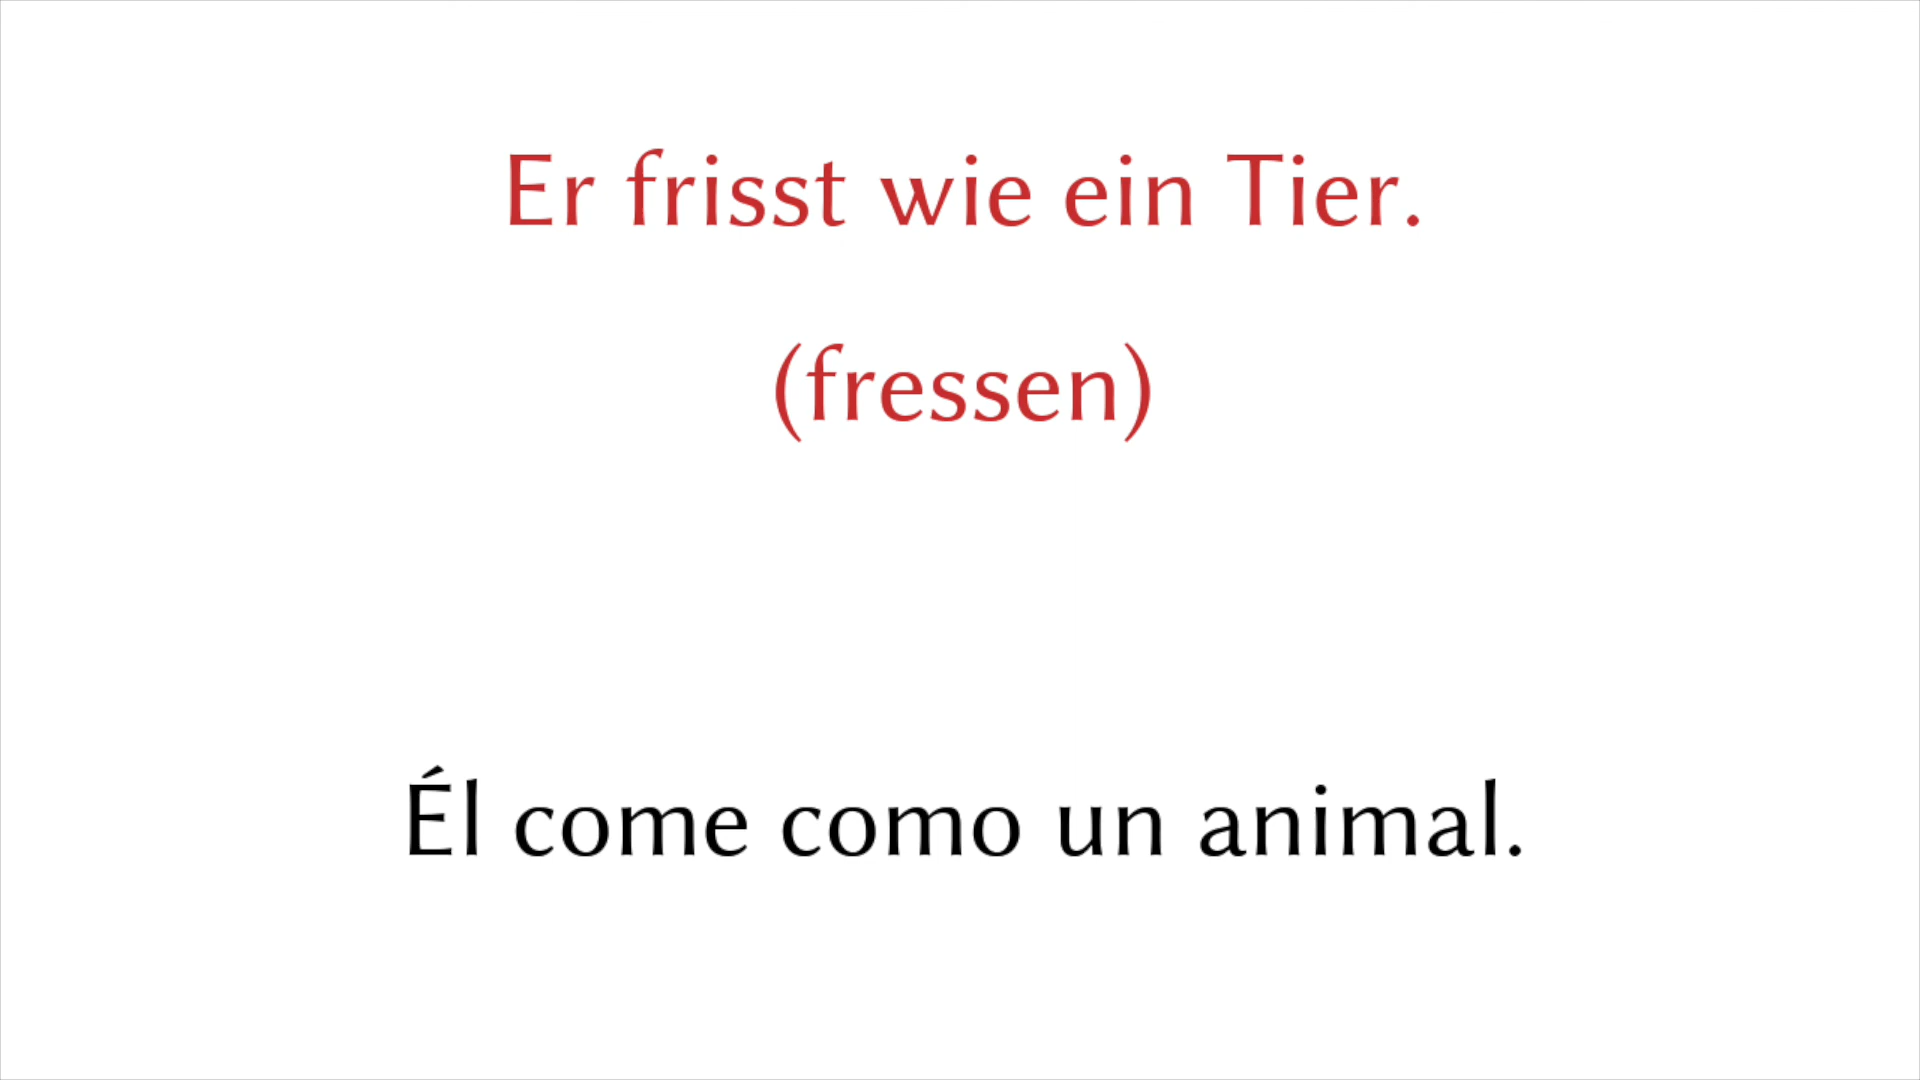 Er frisst wie ein Tier.
(fressen)
Él come como un animal.